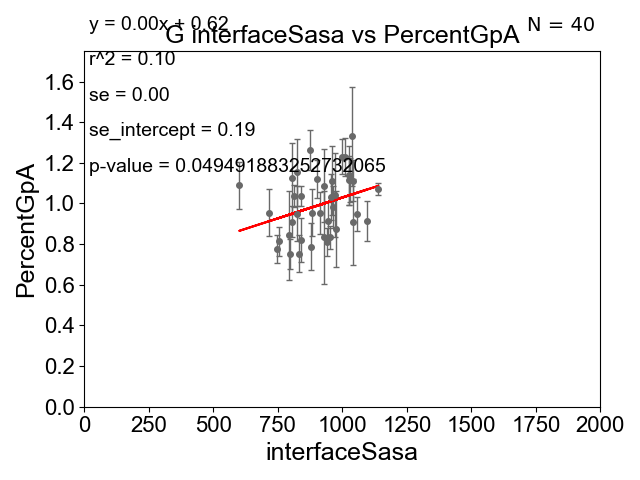 y = 0.00x + 0.62
N = 40
G interfaceSasa vs PercentGpA
r^2 = 0.10
se = 0.00
se_intercept = 0.19
p-value = 0.049491883252732065
PercentGpA
1.6
1.4
1.2
1.0
0.8
0.6
0.4
0.2
0.0
0 250 500 750 1000 1250 1500 1750 2000
interfaceSasa